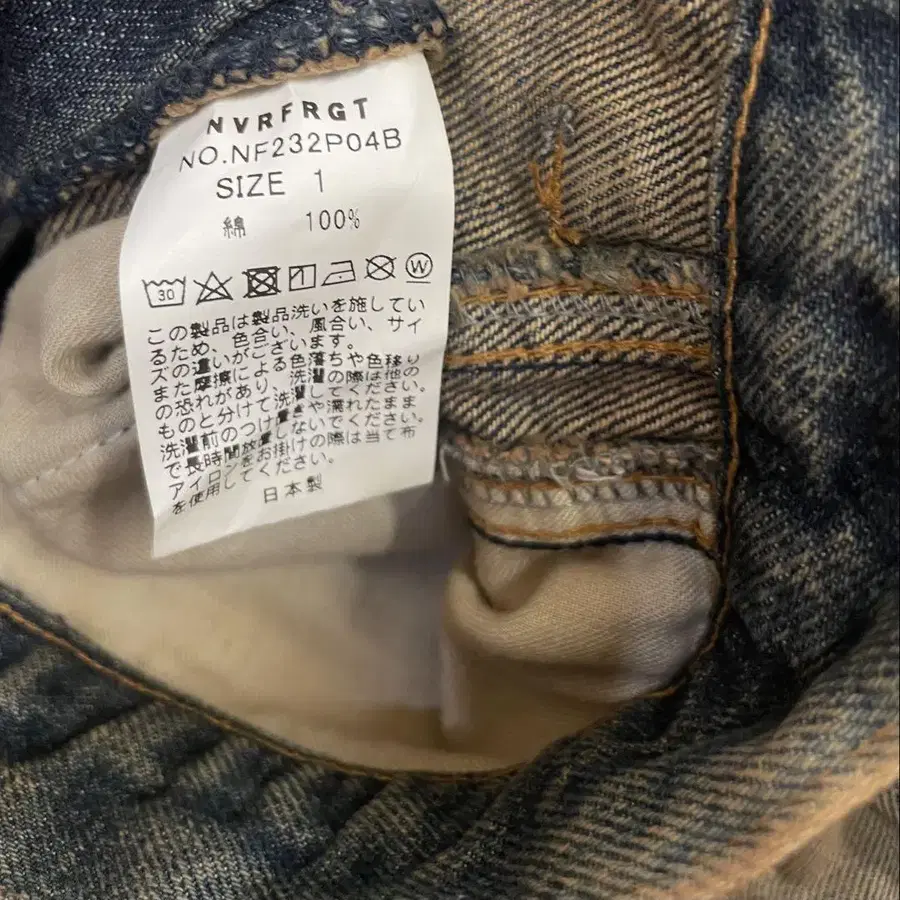 NVRFRGT
NO.NF232P04B
SIZE 1
綿 100%
30 1 W
この製品は製品洗いを施してい
るため、色合い、風合い、サイ
ズの違いがございます。
また摩擦による色落ちや色移り
の恐れがあり、洗濯の際は他の
ものと分けて洗濯してください。
洗濯前のつけ置きや濡れたまま
で長時間放置しないでください。
アイロンをお掛けの際は当て布
を使用してください。
日本製